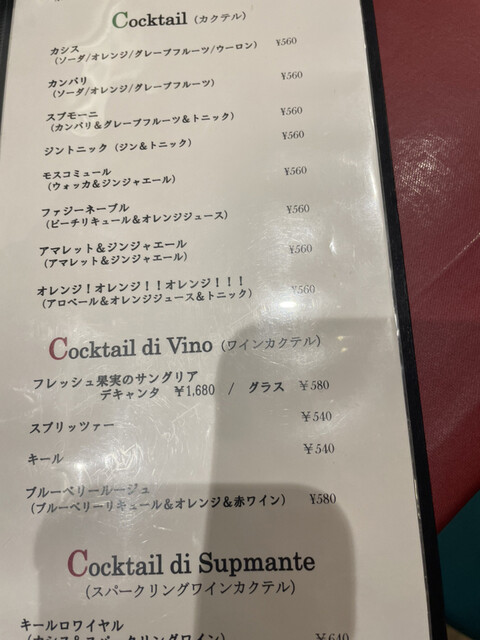 Cocktail (カクテル)
カシス
(ソーダ/オレンジ/グレープフルーツ/ウーロン) ¥560
カンパリ
(ソーダ/オレンジ/グレープフルーツ) ¥560
スプモーニ
(カンパリ＆グレープフルーツ＆トニック) ¥560
ジントニック (ジン＆トニック) ¥560
モスコミュール
(ウォッカ＆ジンジャエール) ¥560
ファジーネーブル
(ピーチリキュール＆オレンジジュース) ¥560
アマレット＆ジンジャエール
(アマレット＆ジンジャエール) ¥560
オレンジ！オレンジ！！オレンジ！！！
(アロベール＆オレンジジュース＆トニック) ¥560
Cocktail di Vino (ワインカクテル)
フレッシュ果実のサングリア
デキャンタ ¥1,680 / グラス ¥580
スプリッツァー ¥540
キール ¥540
ブルーベリールージュ
(ブルーベリーリキュール＆オレンジ＆赤ワイン) ¥580
Cocktail di Supmante
(スパークリングワインカクテル)
キールロワイヤル
(カシス＆スパークリングワイン) ¥640